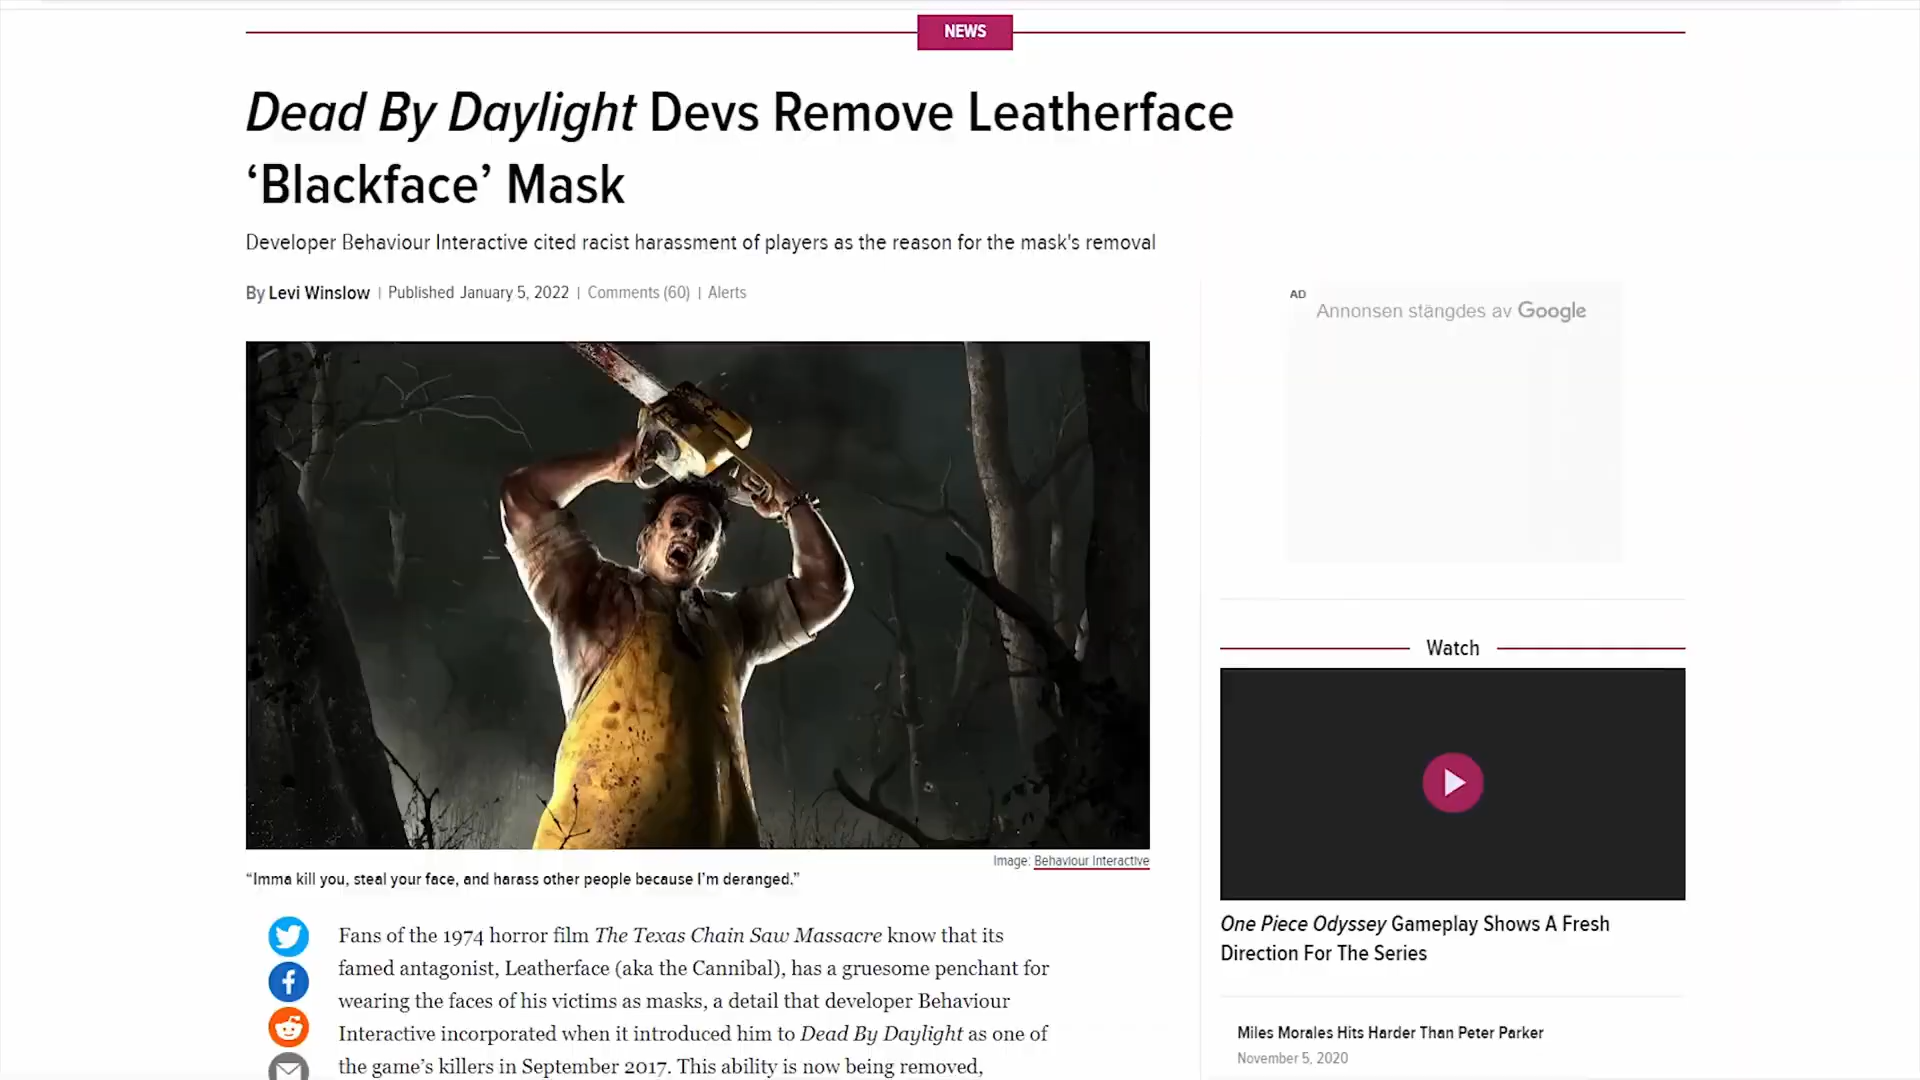 NEWS
Dead By Daylight Devs Remove Leatherface
‘Blackface’ Mask
Developer Behaviour Interactive cited racist harassment of players as the reason for the mask's removal
By Levi Winslow | Published January 5, 2022 | Comments (60) | Alerts
AD
Annonsen stängdes av Google
Image: Behaviour Interactive
“Imma kill you, steal your face, and harass other people because I’m deranged.”
Fans of the 1974 horror film The Texas Chain Saw Massacre know that its
famed antagonist, Leatherface (aka the Cannibal), has a gruesome penchant for
wearing the faces of his victims as masks, a detail that developer Behaviour
Interactive incorporated when it introduced him to Dead By Daylight as one of
the game’s killers in September 2017. This ability is now being removed,
Watch
One Piece Odyssey Gameplay Shows A Fresh
Direction For The Series
Miles Morales Hits Harder Than Peter Parker
November 5, 2020